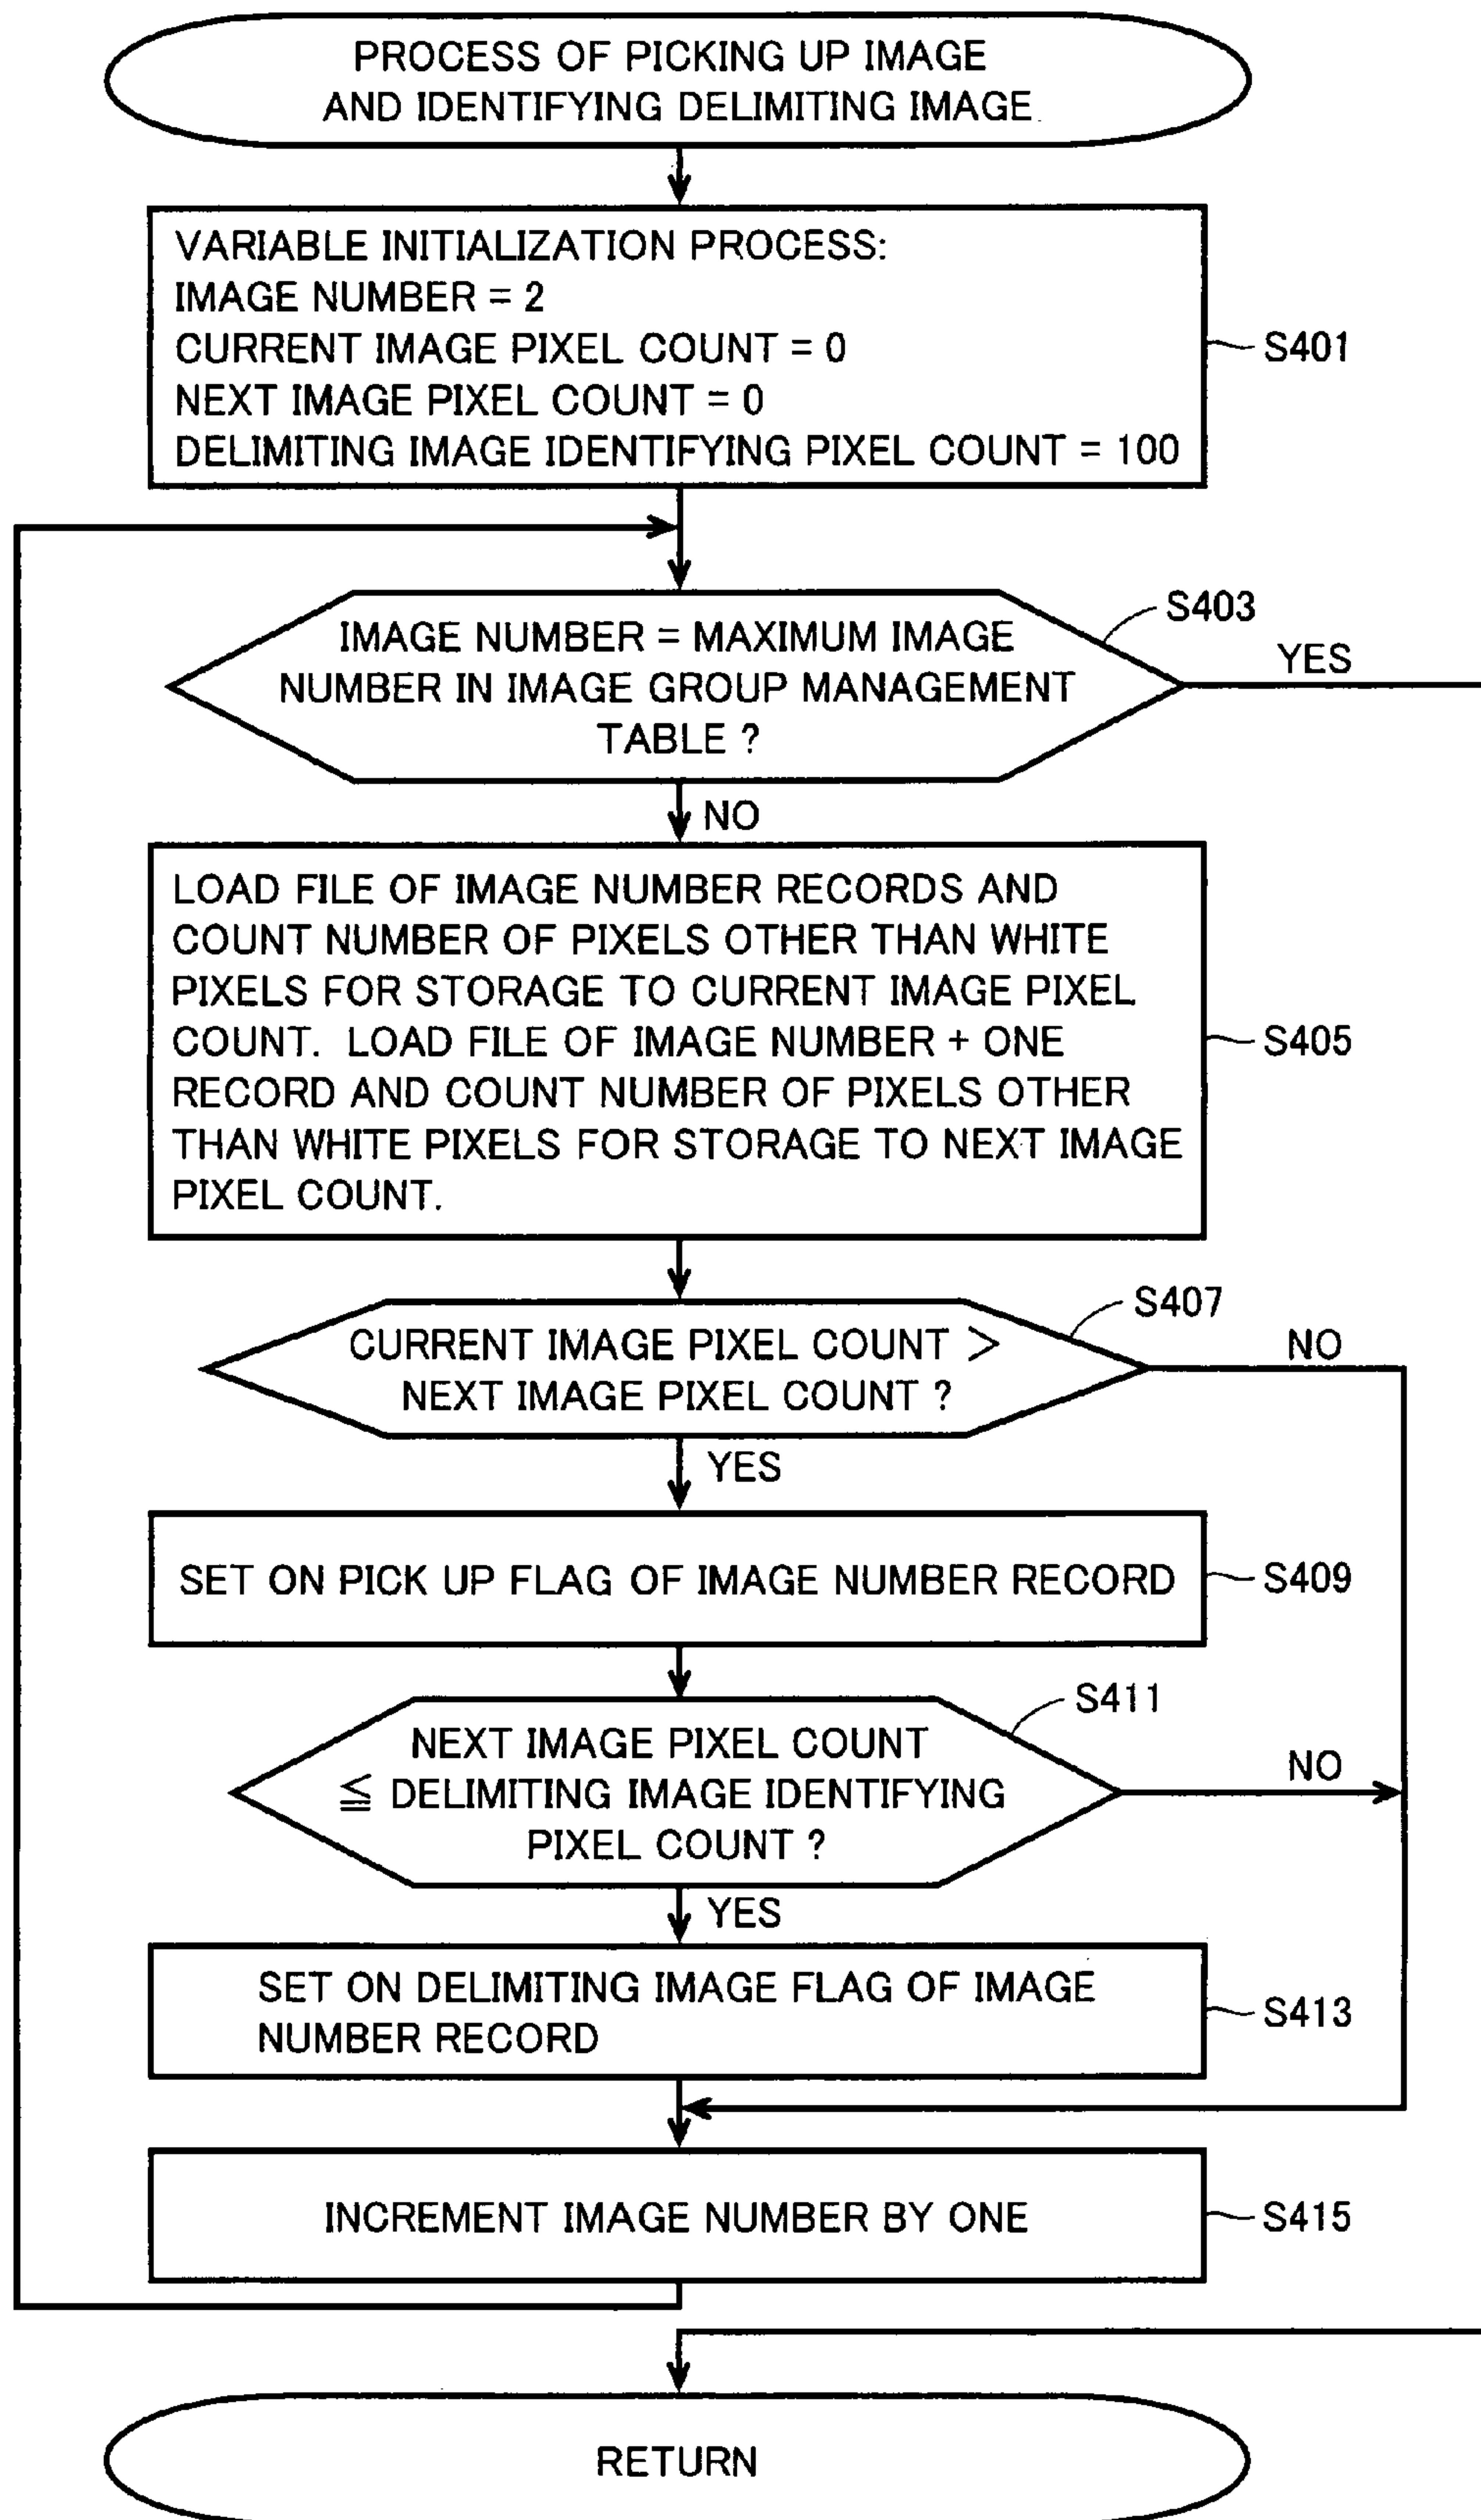 PROCESS OF PICKING UP IMAGE
AND IDENTIFYING DELIMITING IMAGE
VARIABLE INITIALIZATION PROCESS:
IMAGE NUMBER = 2
CURRENT IMAGE PIXEL COUNT = 0
NEXT IMAGE PIXEL COUNT = 0
DELIMITING IMAGE IDENTIFYING PIXEL COUNT = 100
S401
IMAGE NUMBER = MAXIMUM IMAGE
NUMBER IN IMAGE GROUP MANAGEMENT
TABLE ?
S403
YES
NO
LOAD FILE OF IMAGE NUMBER RECORDS AND
COUNT NUMBER OF PIXELS OTHER THAN WHITE
PIXELS FOR STORAGE TO CURRENT IMAGE PIXEL
COUNT. LOAD FILE OF IMAGE NUMBER + ONE
RECORD AND COUNT NUMBER OF PIXELS OTHER
THAN WHITE PIXELS FOR STORAGE TO NEXT IMAGE
PIXEL COUNT.
S405
CURRENT IMAGE PIXEL COUNT >
NEXT IMAGE PIXEL COUNT ?
S407
NO
YES
SET ON PICK UP FLAG OF IMAGE NUMBER RECORD
S409
NEXT IMAGE PIXEL COUNT
≦ DELIMITING IMAGE IDENTIFYING
PIXEL COUNT ?
S411
NO
YES
SET ON DELIMITING IMAGE FLAG OF IMAGE
NUMBER RECORD
S413
INCREMENT IMAGE NUMBER BY ONE
S415
RETURN